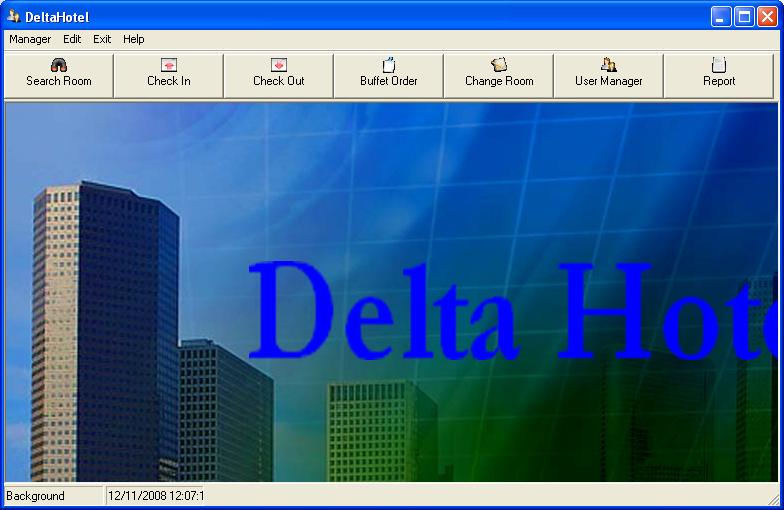 DeltaHotel
Manager Edit Exit Help
Search Room Check In Check Out Buffet Order Change Room User Manager Report
Delta Hote
Background 12/11/2008 12:07:1